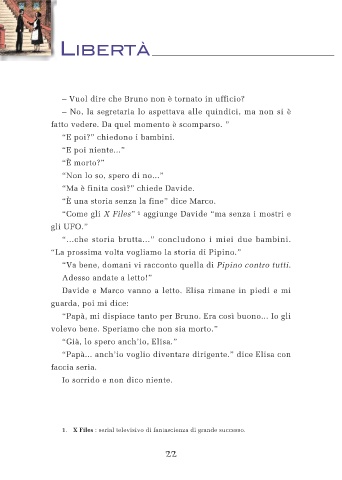 LIBERTÀ
– Vuol dire che Bruno non è tornato in ufficio?
– No, la segretaria lo aspettava alle quindici, ma non si è
fatto vedere. Da quel momento è scomparso. ”
“E poi?” chiedono i bambini.
“E poi niente...”
“È morto?”
“Non lo so, spero di no...”
“Ma è finita così?” chiede Davide.
“È una storia senza la fine” dice Marco.
“Come gli X Files” 1 aggiunge Davide “ma senza i mostri e
gli UFO.”
“...che storia brutta...” concludono i miei due bambini.
“La prossima volta vogliamo la storia di Pipino.”
“Va bene, domani vi racconto quella di Pipino contro tutti.
Adesso andate a letto!”
Davide e Marco vanno a letto. Elisa rimane in piedi e mi
guarda, poi mi dice:
“Papà, mi dispiace tanto per Bruno. Era così buono... Io gli
volevo bene. Speriamo che non sia morto.”
“Già, lo spero anch’io, Elisa.”
“Papà... anch’io voglio diventare dirigente.” dice Elisa con
faccia seria.
Io sorrido e non dico niente.
1. X Files : serial televisivo di fantascienza di grande successo.
22